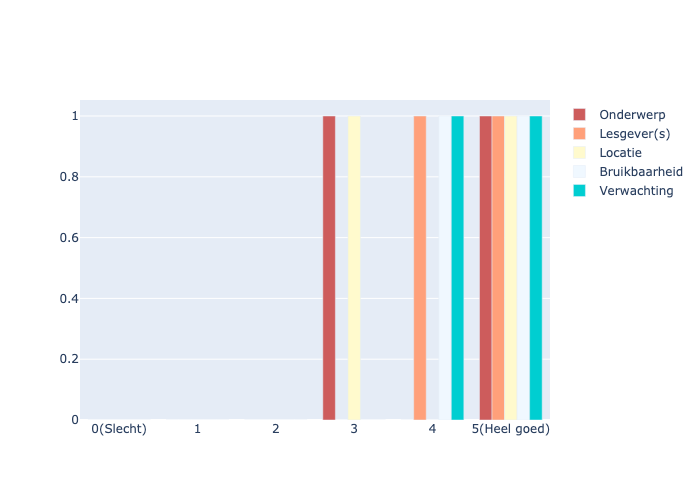 1
0.8
0.6
0.4
0.2
0
0(Slecht) 1 2 3 4 5(Heel goed)
Onderwerp
Lesgever(s)
Locatie
Bruikbaarheid
Verwachting